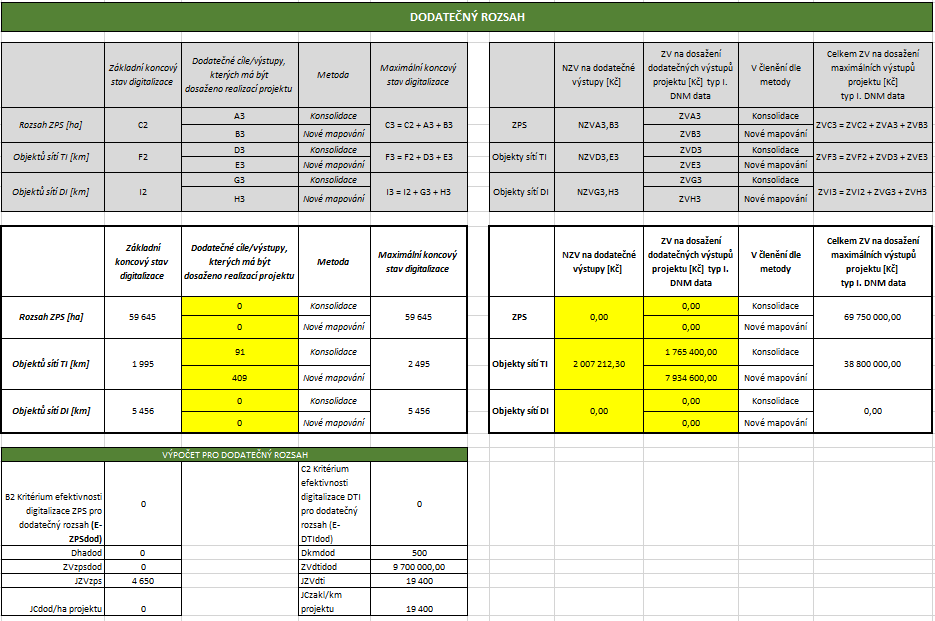 DODATEČNÝ ROZSAH
Základní koncový stav digitalizace
Dodatečné cíle/výstupy, kterých má být dosaženo realizací projektu
Metoda
Maximální koncový stav digitalizace
Rozsah ZPS [ha]
C2
A3
Konsolidace
B3
Nové mapování
C3 = C2 + A3 + B3
Objektů sítí TI [km]
F2
D3
Konsolidace
E3
Nové mapování
F3 = F2 + D3 + E3
Objektů sítí DI [km]
I2
G3
Konsolidace
H3
Nové mapování
I3 = I2 + G3 + H3
NZV na dodatečné výstupy [Kč]
ZV na dosažení dodatečných výstupů projektu [Kč] typ I. DNM data
V členění dle metody
Celkem ZV na dosažení maximálních výstupů projektu [Kč] typ I. DNM data
ZPS
NZVA3,B3
ZVA3
Konsolidace
ZVB3
Nové mapování
ZVC3 = ZVC2 + ZVA3 + ZVB3
Objekty sítí TI
NZVD3,E3
ZVD3
Konsolidace
ZVE3
Nové mapování
ZVF3 = ZVF2 + ZVD3 + ZVE3
Objekty sítí DI
NZVG3,H3
ZVG3
Konsolidace
ZVH3
Nové mapování
ZVI3 = ZVI2 + ZVG3 + ZVH3
Základní koncový stav digitalizace
Dodatečné cíle/výstupy, kterých má být dosaženo realizací projektu
Metoda
Maximální koncový stav digitalizace
Rozsah ZPS [ha]
59 645
0
Konsolidace
0
Nové mapování
59 645
Objektů sítí TI [km]
1 995
91
Konsolidace
409
Nové mapování
2 495
Objektů sítí DI [km]
5 456
0
Konsolidace
0
Nové mapování
5 456
NZV na dodatečné výstupy [Kč]
ZV na dosažení dodatečných výstupů projektu [Kč] typ I. DNM data
V členění dle metody
Celkem ZV na dosažení maximálních výstupů projektu [Kč] typ I. DNM data
ZPS
0,00
0,00
Konsolidace
0,00
Nové mapování
69 750 000,00
Objekty sítí TI
2 007 212,30
1 765 400,00
Konsolidace
7 934 600,00
Nové mapování
38 800 000,00
Objekty sítí DI
0,00
0,00
Konsolidace
0,00
Nové mapování
0,00
VÝPOČET PRO DODATEČNÝ ROZSAH
B2 Kritérium efektivnosti
digitalizace ZPS pro
dodatečný rozsah (E-
ZPSdod)
0
C2 Kritérium
efektivnosti
digitalizace DTI
pro dodatečný
rozsah (E-
DTIdod)
0
Dhadod
0
Dkmdod
500
ZVzpsdod
0
ZVdtidod
9 700 000,00
JZVzps
4 650
JZVdti
19 400
JCdod/ha projektu
0
JCzakl/km
projektu
19 400